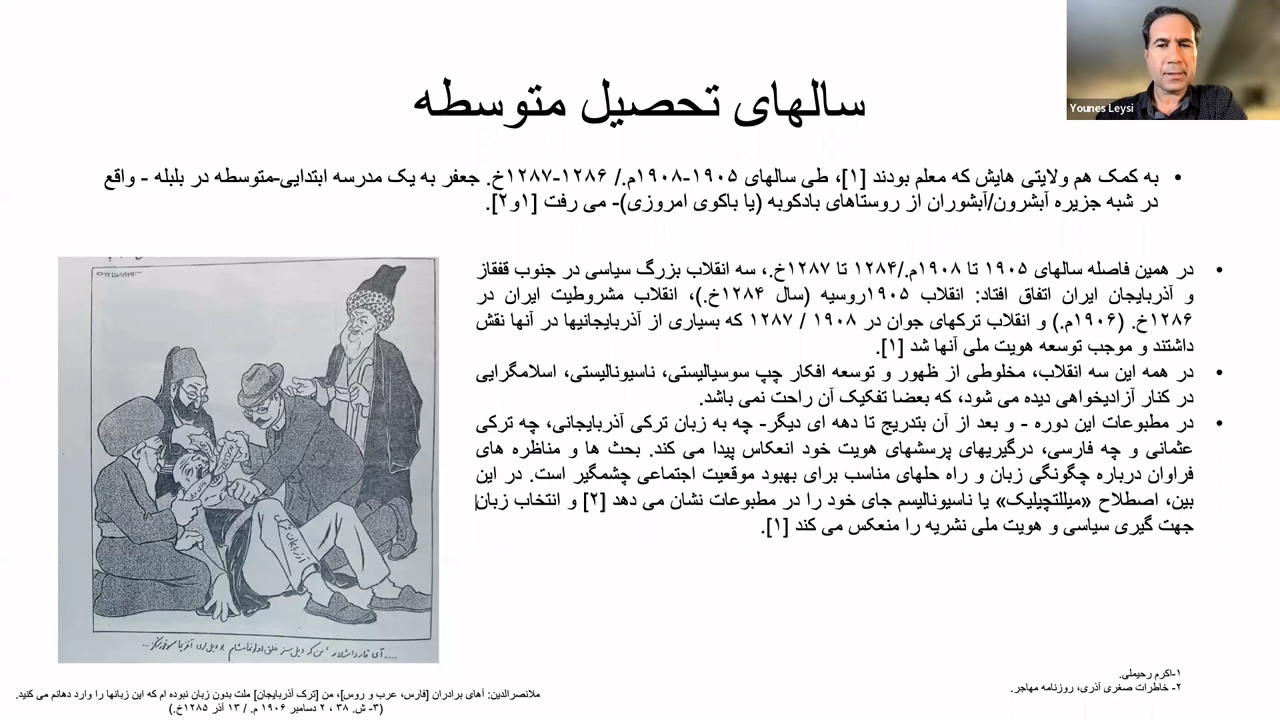 Younes Leysi
سالهای تحصیل متوسطه
• به کمک هم ولایتی هایش که معلم بودند [۱]، طی سالهای ۱۹۰۵-۱۹۰۸م./ ۱۲۸۶-۱۲۸۷خ. جعفر به یک مدرسه ابتدایی-متوسطه در بلبله - واقع
در شبه جزیره آبشرون/آبشوران از روستاهای بادکوبه (یا باکوی امروزی)- می رفت [۱و۲].
• در همین فاصله سالهای ۱۹۰۵ تا ۱۹۰۸م./۱۲۸۴ تا ۱۲۸۷خ.، سه انقلاب بزرگ سیاسی در جنوب قفقاز
و آذربایجان ایران اتفاق افتاد: انقلاب ۱۹۰۵روسیه (سال ۱۲۸۴خ.)، انقلاب مشروطیت ایران در
۱۲۸۶خ. (۱۹۰۶م.) و انقلاب ترکهای جوان در ۱۹۰۸ / ۱۲۸۷ که بسیاری از آذربایجانیها در آنها نقش
داشتند و موجب توسعه هویت ملی آنها شد [۱].
• در همه این سه انقلاب، مخلوطی از ظهور و توسعه افکار چپ سوسیالیستی، ناسیونالیستی، اسلامگرایی
در کنار آزادیخواهی دیده می شود، که بعضا تفکیک آن راحت نمی باشد.
• در مطبوعات این دوره - و بعد از آن بتدریج تا دهه ای دیگر- چه به زبان ترکی آذربایجانی، چه ترکی
عثمانی و چه فارسی، درگیریهای پرسشهای هویت خود انعکاس پیدا می کند. بحث ها و مناظره های
فراوان درباره چگونگی زبان و راه حلهای مناسب برای بهبود موقعیت اجتماعی چشمگیر است. در این
بین، اصطلاح «میللتچیلیک» یا ناسیونالیسم جای خود را در مطبوعات نشان می دهد [۲] و انتخاب زبان
جهت گیری سیاسی و هویت ملی نشریه را منعکس می کند [۱].
آذربایجان
۱-اکرم رحیملی.
۲- خاطرات صغری آذری، روزنامه مهاجر.
ملانصرالدین: آهای برادران [فارس، عرب و روس]، من [ترک آذربایجان] ملت بدون زبان نبوده ام که این زبانها را وارد دهانم می کنید.
(۳- ش. ۳۸ ، ۲ دسامبر ۱۹۰۶ م. / ۱۳ آذر ۱۲۸۵خ.)